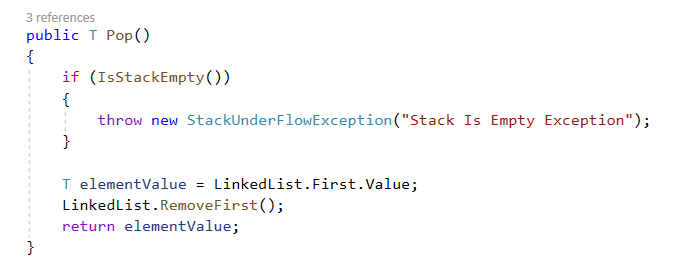 3 references
public T Pop()
{
    if (IsStackEmpty())
    {
        throw new StackUnderFlowException("Stack Is Empty Exception");
    }

    T elementValue = LinkedList.First.Value;
    LinkedList.RemoveFirst();
    return elementValue;
}